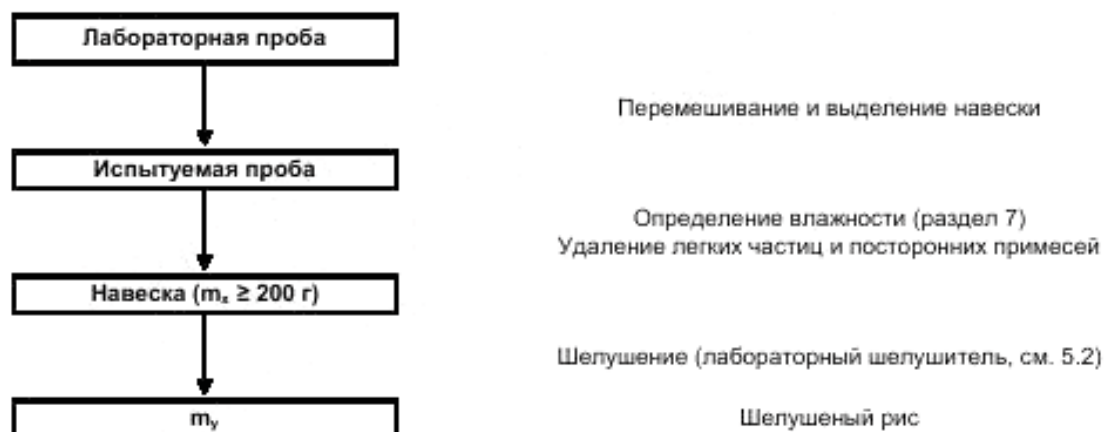 Лабораторная проба
Перемешивание и выделение навески
Испытуемая проба
Определение влажности (раздел 7)
Удаление легких частиц и посторонних примесей
Навеска (mₓ ≥ 200 г)
Шелушение (лабораторный шелушитель, см. 5.2)
mᵧ
Шелушеный рис